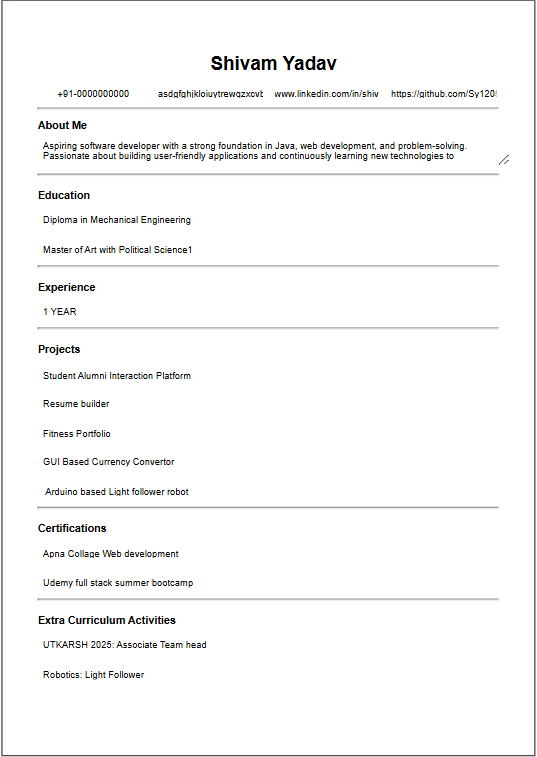 Shivam Yadav
+91-0000000000 asdgfghjkloiuytrewqzxcvb www.linkedin.com/in/shiv https://github.com/Sy120
About Me
Aspiring software developer with a strong foundation in Java, web development, and problem-solving.
Passionate about building user-friendly applications and continuously learning new technologies to
Education
Diploma in Mechanical Engineering
Master of Art with Political Science1
Experience
1 YEAR
Projects
Student Alumni Interaction Platform
Resume builder
Fitness Portfolio
GUI Based Currency Convertor
Arduino based Light follower robot
Certifications
Apna Collage Web development
Udemy full stack summer bootcamp
Extra Curriculum Activities
UTKARSH 2025: Associate Team head
Robotics: Light Follower